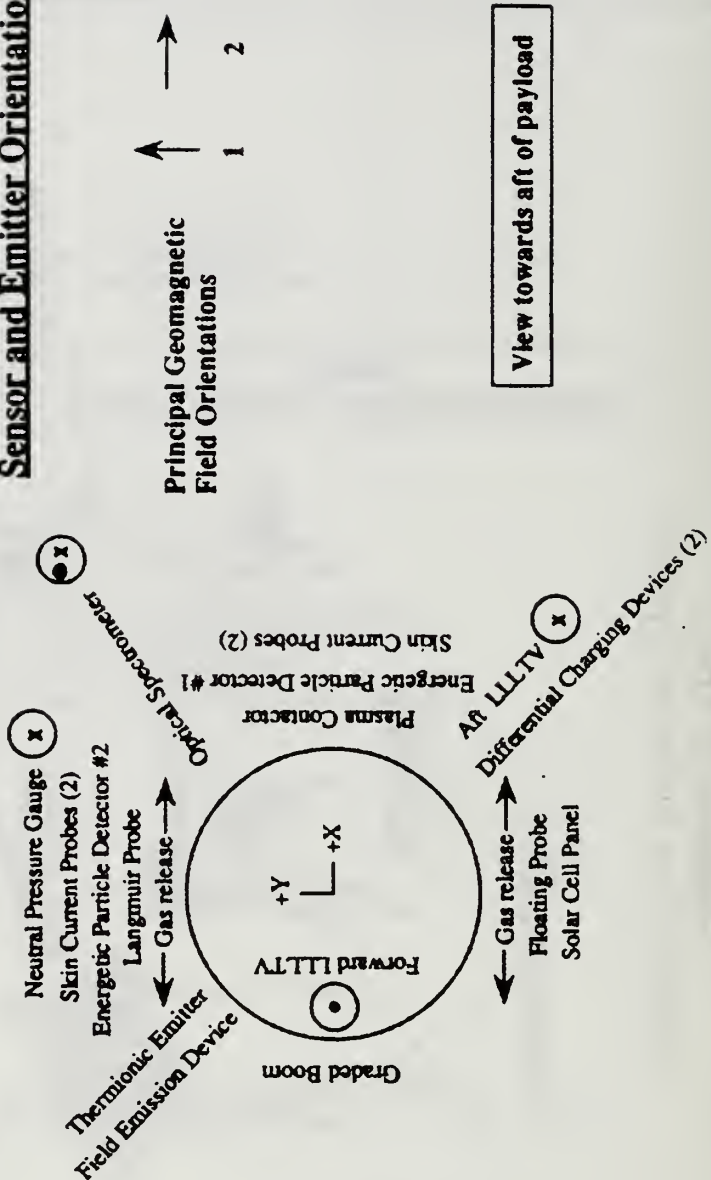 Sensor and Emitter Orientatio
Principal Geomagnetic
Field Orientations
1
2
View towards aft of payload
Neutral Pressure Gauge x
Skin Current Probes (2)
Energetic Particle Detector #2
Langmuir Probe
Gas release
Thermionic Emitter
Field Emission Device
Optical Spectrometer
x
+Y
+X
Forward LLLTV
Graded Boom
Plasma Contactor
Energetic Particle Detector #1
Skin Current Probes (2)
Aft LLLTV x
Differential Charging Devices (2)
Gas release
Floating Probe
Solar Cell Panel